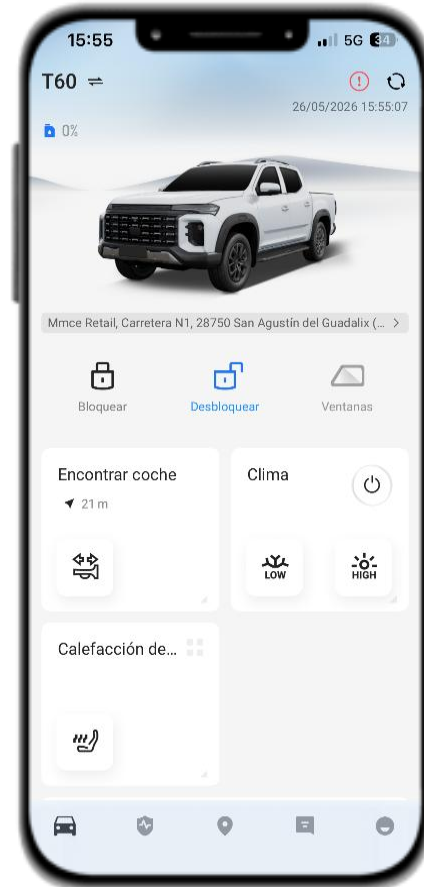 15:55
5G 34
T60
26/05/2026 15:55:07
0%
Mmce Retail, Carretera N1, 28750 San Agustín del Guadalix (...
Bloquear
Desbloquear
Ventanas
Encontrar coche
21 m
Clima
LOW
HIGH
Calefacción de...